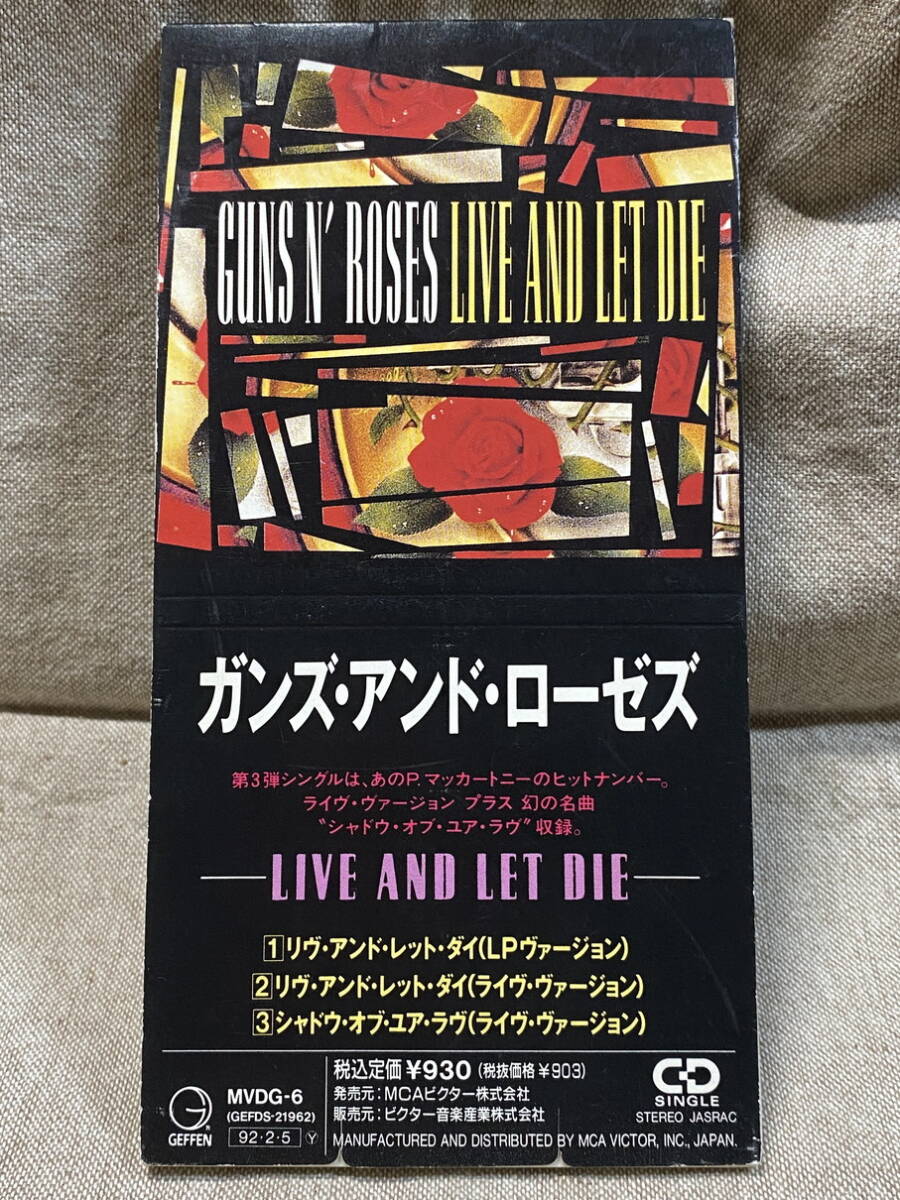 GUNS N' ROSES LIVE AND LET DIE
ガンズ・アンド・ローゼズ
第3弾シングルは、あのP.マッカートニーのヒットナンバー。
ライヴ・ヴァージョン プラス 幻の名曲
"シャドウ・オブ・ユア・ラヴ"収録。
LIVE AND LET DIE
1 リヴ・アンド・レット・ダイ(LPヴァージョン)
2 リヴ・アンド・レット・ダイ(ライヴ・ヴァージョン)
3 シャドウ・オブ・ユア・ラヴ(ライヴ・ヴァージョン)
GEFFEN
MVDG-6
(GEFDS-21962)
92・2・5 Y
税込定価 ¥930 (税抜価格 ¥903)
発売元:MCAビクター株式会社
販売元:ビクター音楽産業株式会社
CD
SINGLE
STEREO JASRAC
MANUFACTURED AND DISTRIBUTED BY MCA VICTOR, INC., JAPAN.